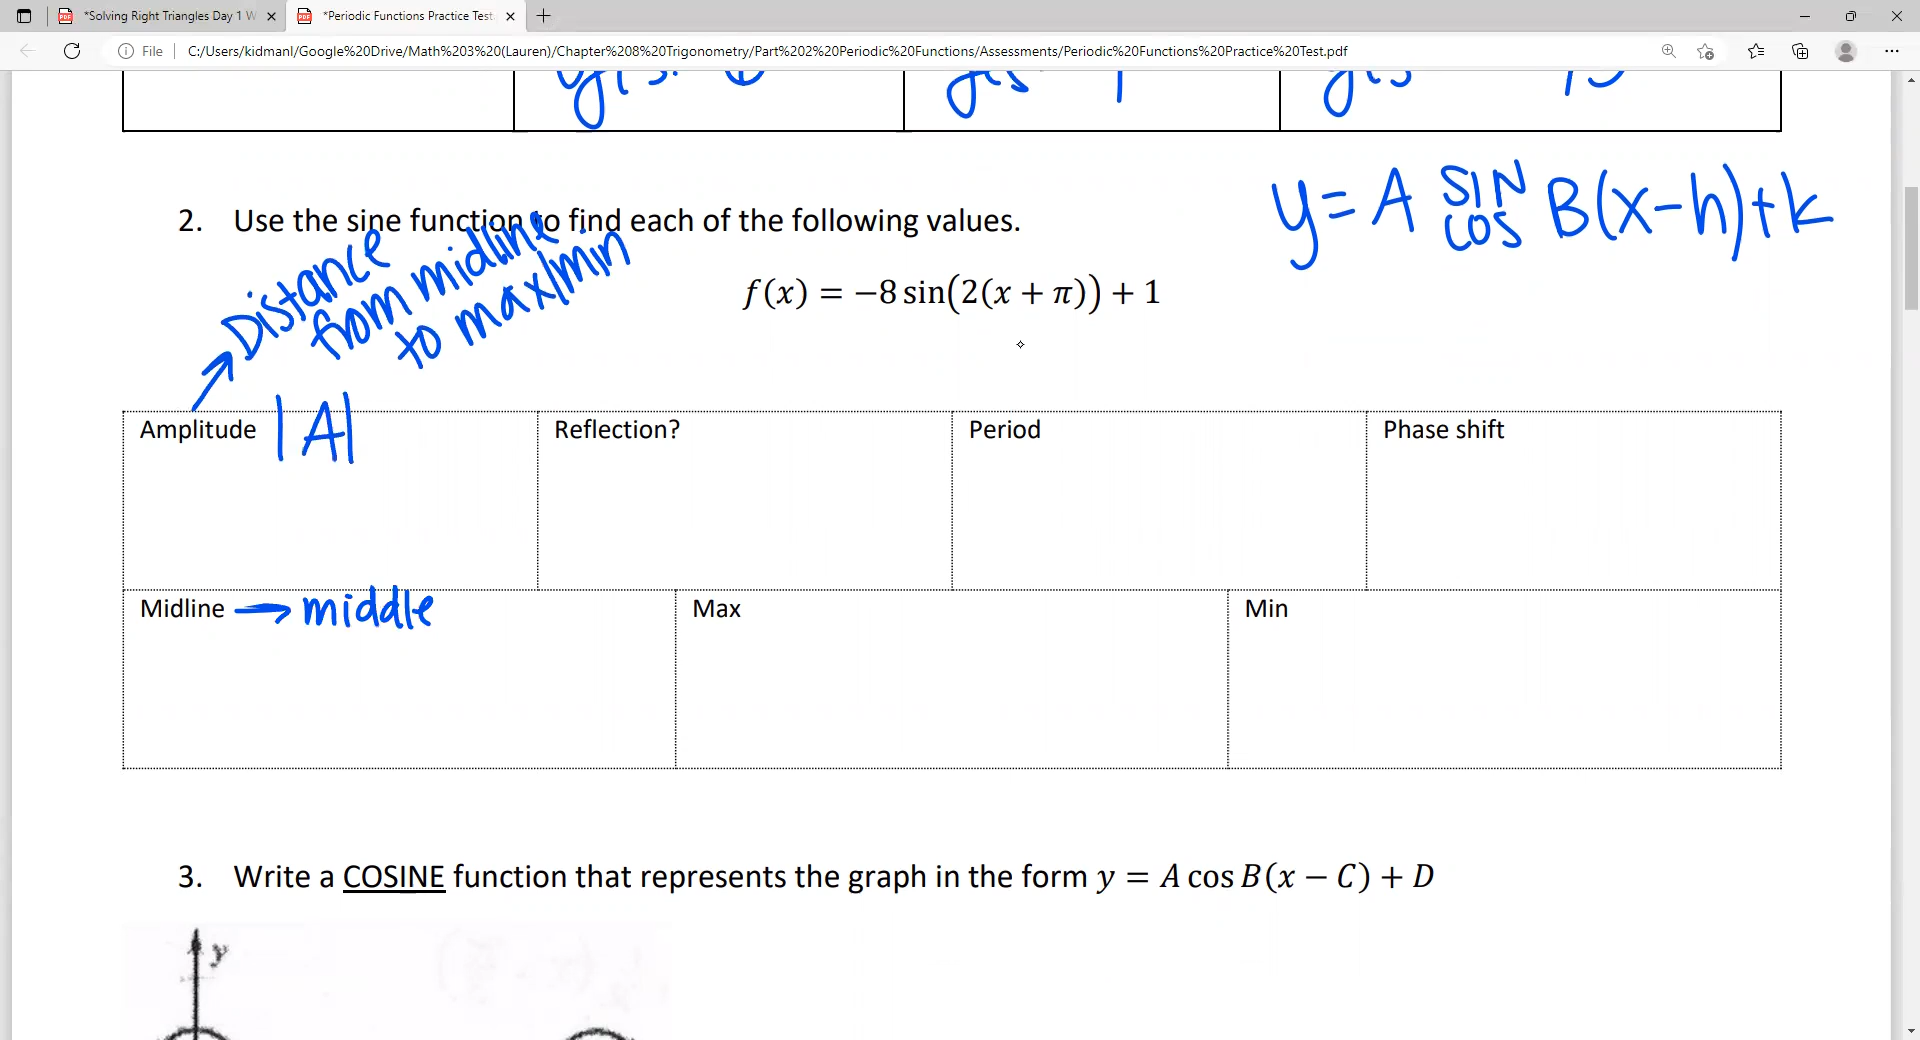 *Solving Right Triangles Day 1 W
*Periodic Functions Practice Test.
File
C:/Users/kidmanl/Google%20Drive/Math%203%20(Lauren)/Chapter%208%20Trigonometry/Part%202%20Periodic%20Functions/Assessments/Periodic%20Functions%20Practice%20Test.pdf
y = A SIN COS B(x-h)+k
2. Use the sine function to find each of the following values.
Distance
from midline
to max/min
f(x) = −8 sin(2(x + π)) + 1
Amplitude |A|
Reflection?
Period
Phase shift
Midline → middle
Max
Min
3. Write a COSINE function that represents the graph in the form y = A cos B(x − C) + D
y